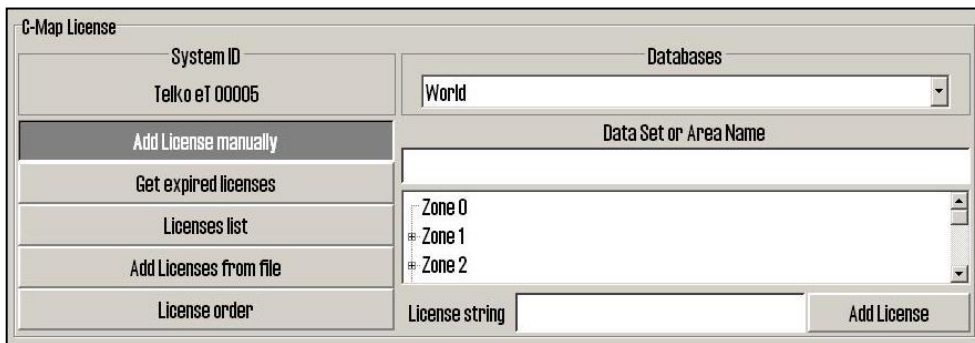 C-Map License
System ID
Telko eT 00005
Add License manually
Get expired licenses
Licenses list
Add Licenses from file
License order
Databases
World
Data Set or Area Name
Zone 0
Zone 1
Zone 2
License string
Add License